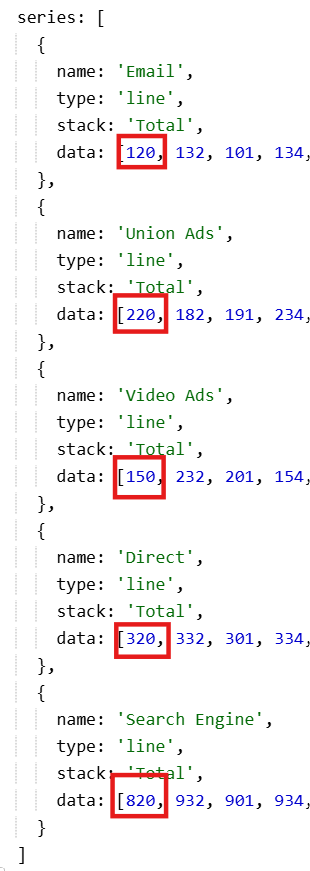 series: [
{
name: 'Email',
type: 'line',
stack: 'Total',
data: [120, 132, 101, 134,
},
{
name: 'Union Ads',
type: 'line',
stack: 'Total',
data: [220, 182, 191, 234,
},
{
name: 'Video Ads',
type: 'line',
stack: 'Total',
data: [150, 232, 201, 154,
},
{
name: 'Direct',
type: 'line',
stack: 'Total',
data: [320, 332, 301, 334,
},
{
name: 'Search Engine',
type: 'line',
stack: 'Total',
data: [820, 932, 901, 934,
}
]